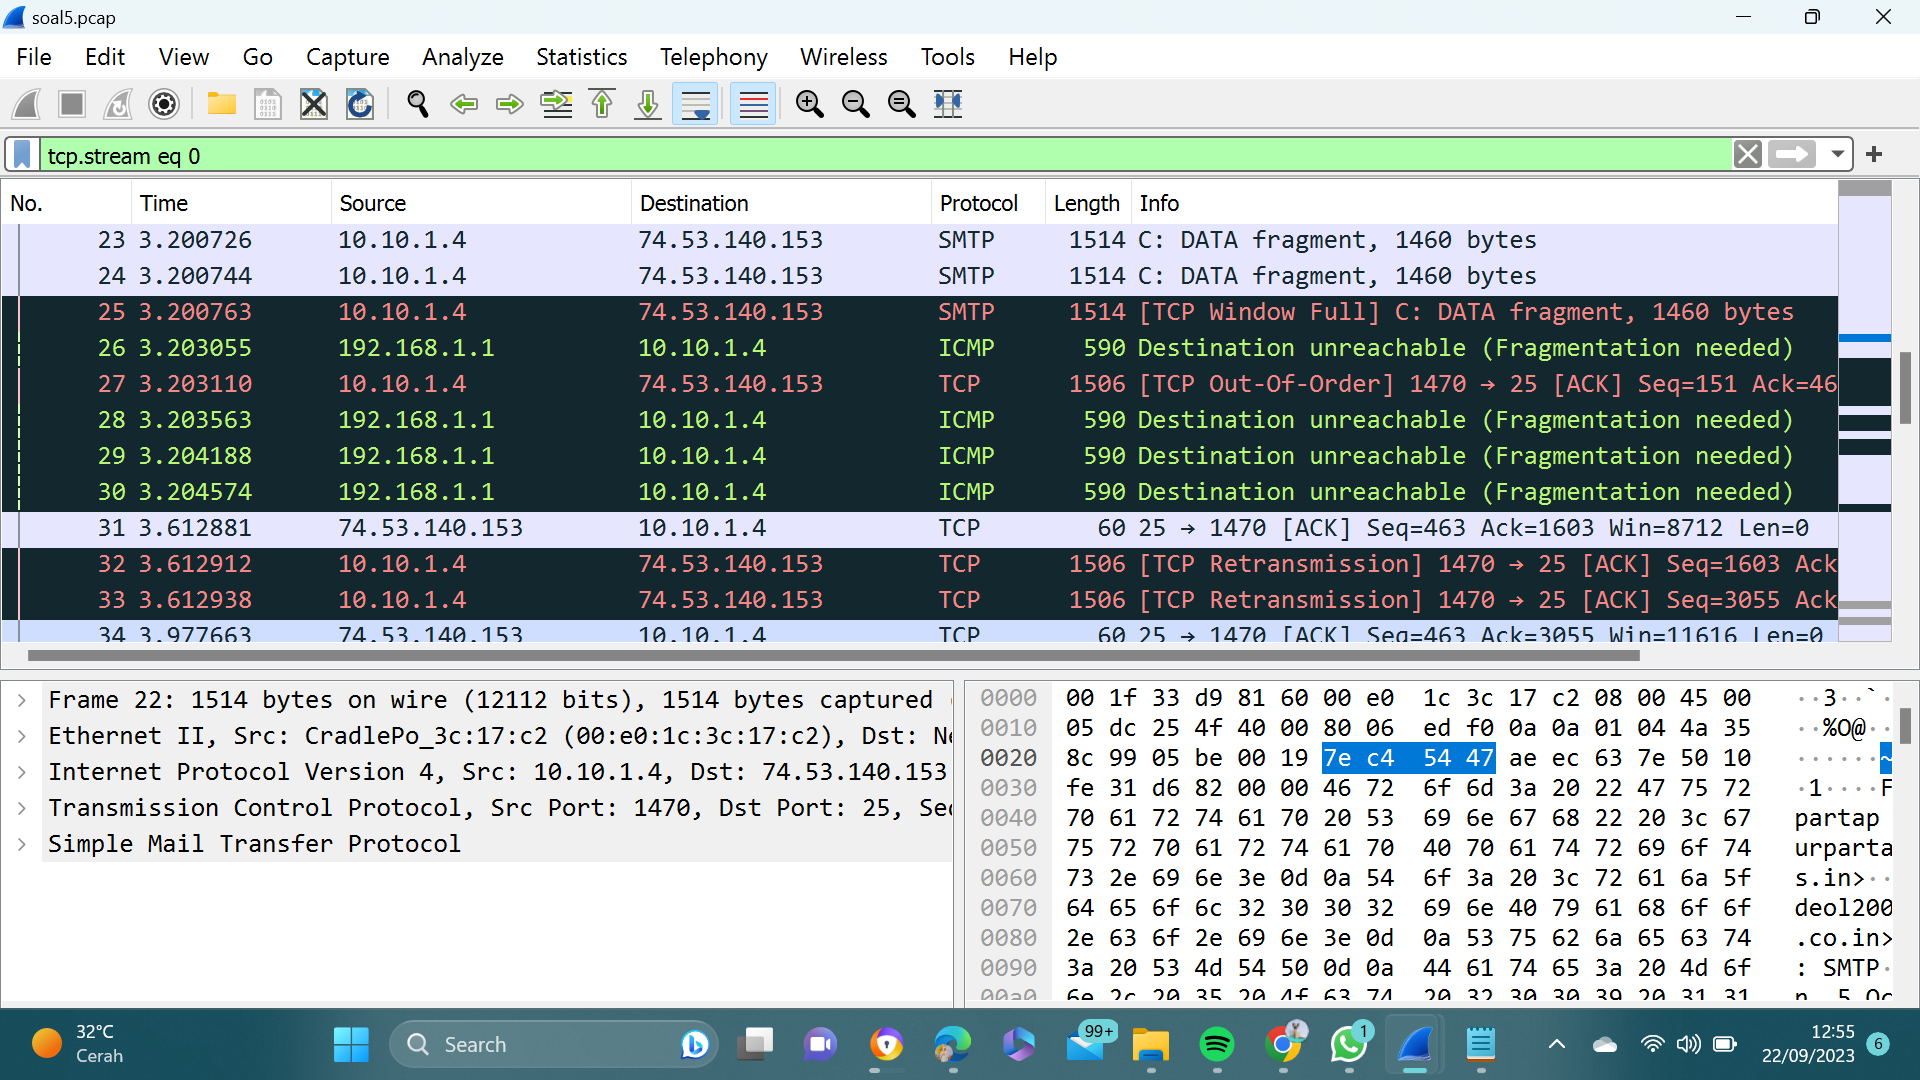 soal5.pcap
File Edit View Go Capture Analyze Statistics Telephony Wireless Tools Help
tcp.stream eq 0
No. Time Source Destination Protocol Length Info
23 3.200726 10.10.1.4 74.53.140.153 SMTP 1514 C: DATA fragment, 1460 bytes
24 3.200744 10.10.1.4 74.53.140.153 SMTP 1514 C: DATA fragment, 1460 bytes
25 3.200763 10.10.1.4 74.53.140.153 SMTP 1514 [TCP Window Full] C: DATA fragment, 1460 bytes
26 3.203055 192.168.1.1 10.10.1.4 ICMP 590 Destination unreachable (Fragmentation needed)
27 3.203110 10.10.1.4 74.53.140.153 TCP 1506 [TCP Out-Of-Order] 1470 → 25 [ACK] Seq=151 Ack=46
28 3.203563 192.168.1.1 10.10.1.4 ICMP 590 Destination unreachable (Fragmentation needed)
29 3.204188 192.168.1.1 10.10.1.4 ICMP 590 Destination unreachable (Fragmentation needed)
30 3.204574 192.168.1.1 10.10.1.4 ICMP 590 Destination unreachable (Fragmentation needed)
31 3.612881 74.53.140.153 10.10.1.4 TCP 60 25 → 1470 [ACK] Seq=463 Ack=1603 Win=8712 Len=0
32 3.612912 10.10.1.4 74.53.140.153 TCP 1506 [TCP Retransmission] 1470 → 25 [ACK] Seq=1603 Ack
33 3.612938 10.10.1.4 74.53.140.153 TCP 1506 [TCP Retransmission] 1470 → 25 [ACK] Seq=3055 Ack
34 3.977663 74.53.140.153 10.10.1.4 TCP 60 25 → 1470 [ACK] Seq=463 Ack=3055 Win=11616 Len=0
Frame 22: 1514 bytes on wire (12112 bits), 1514 bytes captured
Ethernet II, Src: CradlePo_3c:17:c2 (00:e0:1c:3c:17:c2), Dst: Ne
Internet Protocol Version 4, Src: 10.10.1.4, Dst: 74.53.140.153
Transmission Control Protocol, Src Port: 1470, Dst Port: 25, Sec
Simple Mail Transfer Protocol
0000 00 1f 33 d9 81 60 00 e0 1c 3c 17 c2 08 00 45 00 ··3··`·
0010 05 dc 25 4f 40 00 80 06 ed f0 0a 0a 01 04 4a 35 ··%O@··
0020 8c 99 05 be 00 19 7e c4 54 47 ae ec 63 7e 50 10 ······~
0030 fe 31 d6 82 00 00 46 72 6f 6d 3a 20 22 47 75 72 ·1····F
0040 70 61 72 74 61 70 20 53 69 6e 67 68 22 20 3c 67 partap
0050 75 72 70 61 72 74 61 70 40 70 61 74 72 69 6f 74 urparta
0060 73 2e 69 6e 3e 0d 0a 54 6f 3a 20 3c 72 61 6a 5f s.in>··
0070 64 65 6f 6c 32 30 30 32 69 6e 40 79 61 68 6f 6f deol200
0080 2e 63 6f 2e 69 6e 3e 0d 0a 53 75 62 6a 65 63 74 .co.in>
0090 3a 20 53 4d 54 50 0d 0a 44 61 74 65 3a 20 4d 6f : SMTP·
00a0 6e 2c 20 35 20 4f 63 74 20 32 30 30 39 20 31 31 n, 5 Oc
32°C
Cerah
Search
99+
1
12:55
22/09/2023
6